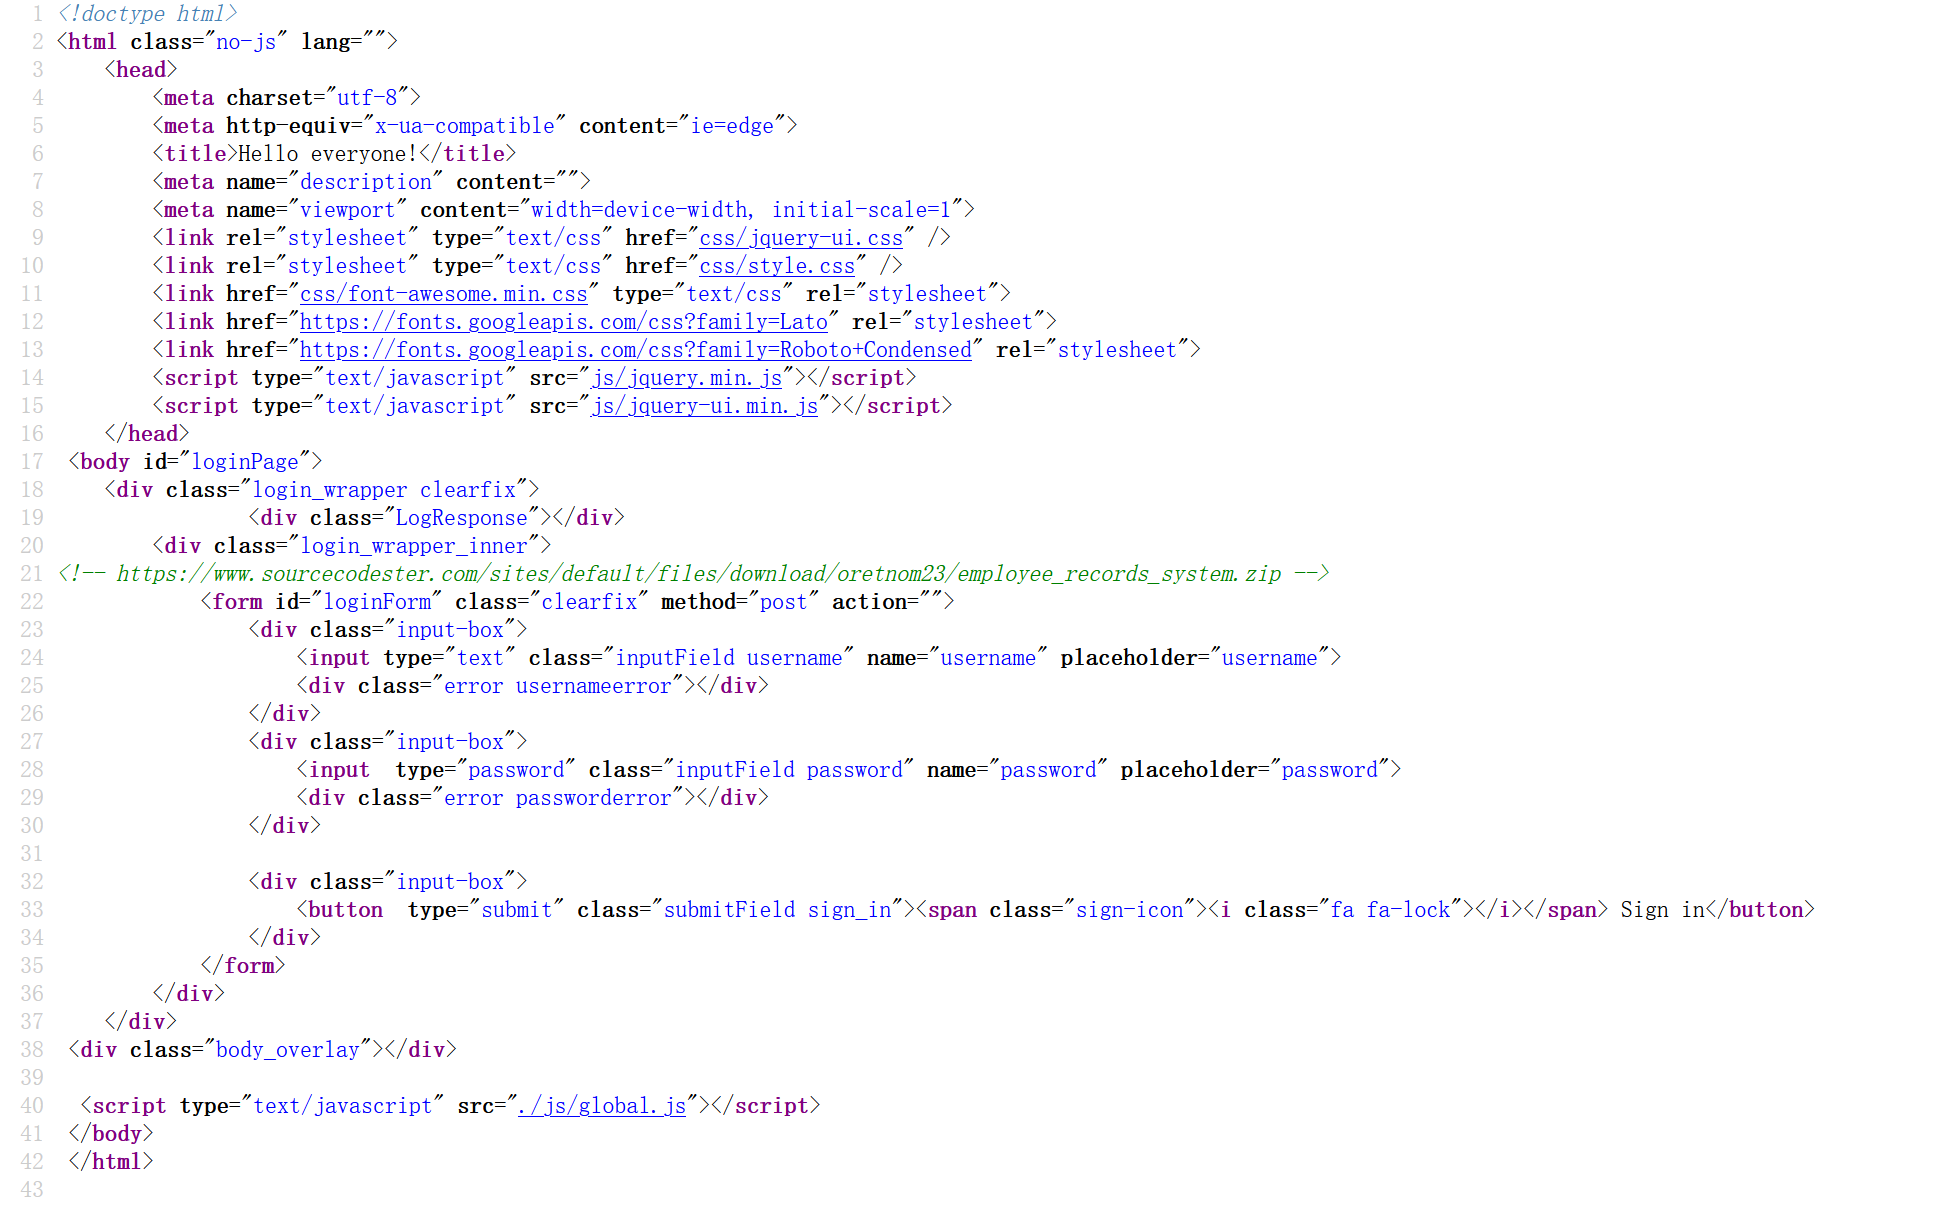 1 <!doctype html>
2 <html class="no-js" lang="">
3     <head>
4         <meta charset="utf-8">
5         <meta http-equiv="x-ua-compatible" content="ie=edge">
6         <title>Hello everyone!</title>
7         <meta name="description" content="">
8         <meta name="viewport" content="width=device-width, initial-scale=1">
9         <link rel="stylesheet" type="text/css" href="css/jquery-ui.css" />
10         <link rel="stylesheet" type="text/css" href="css/style.css" />
11         <link href="css/font-awesome.min.css" type="text/css" rel="stylesheet">
12         <link href="https://fonts.googleapis.com/css?family=Lato" rel="stylesheet">
13         <link href="https://fonts.googleapis.com/css?family=Roboto+Condensed" rel="stylesheet">
14         <script type="text/javascript" src="js/jquery.min.js"></script>
15         <script type="text/javascript" src="js/jquery-ui.min.js"></script>
16     </head>
17  <body id="loginPage">
18     <div class="login_wrapper clearfix">
19                 <div class="LogResponse"></div>
20         <div class="login_wrapper_inner">
21 <!-- https://www.sourcecodester.com/sites/default/files/download/oretnom23/employee_records_system.zip -->
22             <form id="loginForm" class="clearfix" method="post" action="">
23                 <div class="input-box">
24                     <input type="text" class="inputField username" name="username" placeholder="username">
25                     <div class="error usernameerror"></div>
26                 </div>
27                 <div class="input-box">
28                     <input  type="password" class="inputField password" name="password" placeholder="password">
29                     <div class="error passworderror"></div>
30                 </div>
31
32                 <div class="input-box">
33                     <button  type="submit" class="submitField sign_in"><span class="sign-icon"><i class="fa fa-lock"></i></span> Sign in</button>
34                 </div>
35             </form>
36         </div>
37     </div>
38  <div class="body_overlay"></div>
39
40   <script type="text/javascript" src="./js/global.js"></script>
41  </body>
42  </html>
43